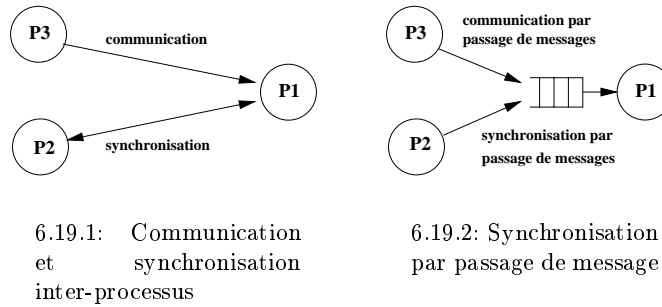 P3
communication
P1
P2
synchronisation
P3
communication par
passage de messages
P1
P2
synchronisation par
passage de messages
6.19.1: Communication
et synchronisation
inter-processus
6.19.2: Synchronisation
par passage de message